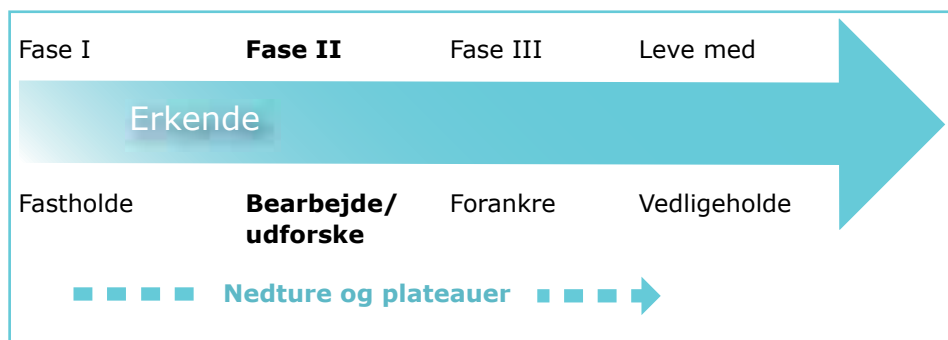 Fase I Fase II Fase III Leve med
Erkende
Fastholde Bearbejde/ Forankre Vedligeholde
udforske
Nedture og plateauer